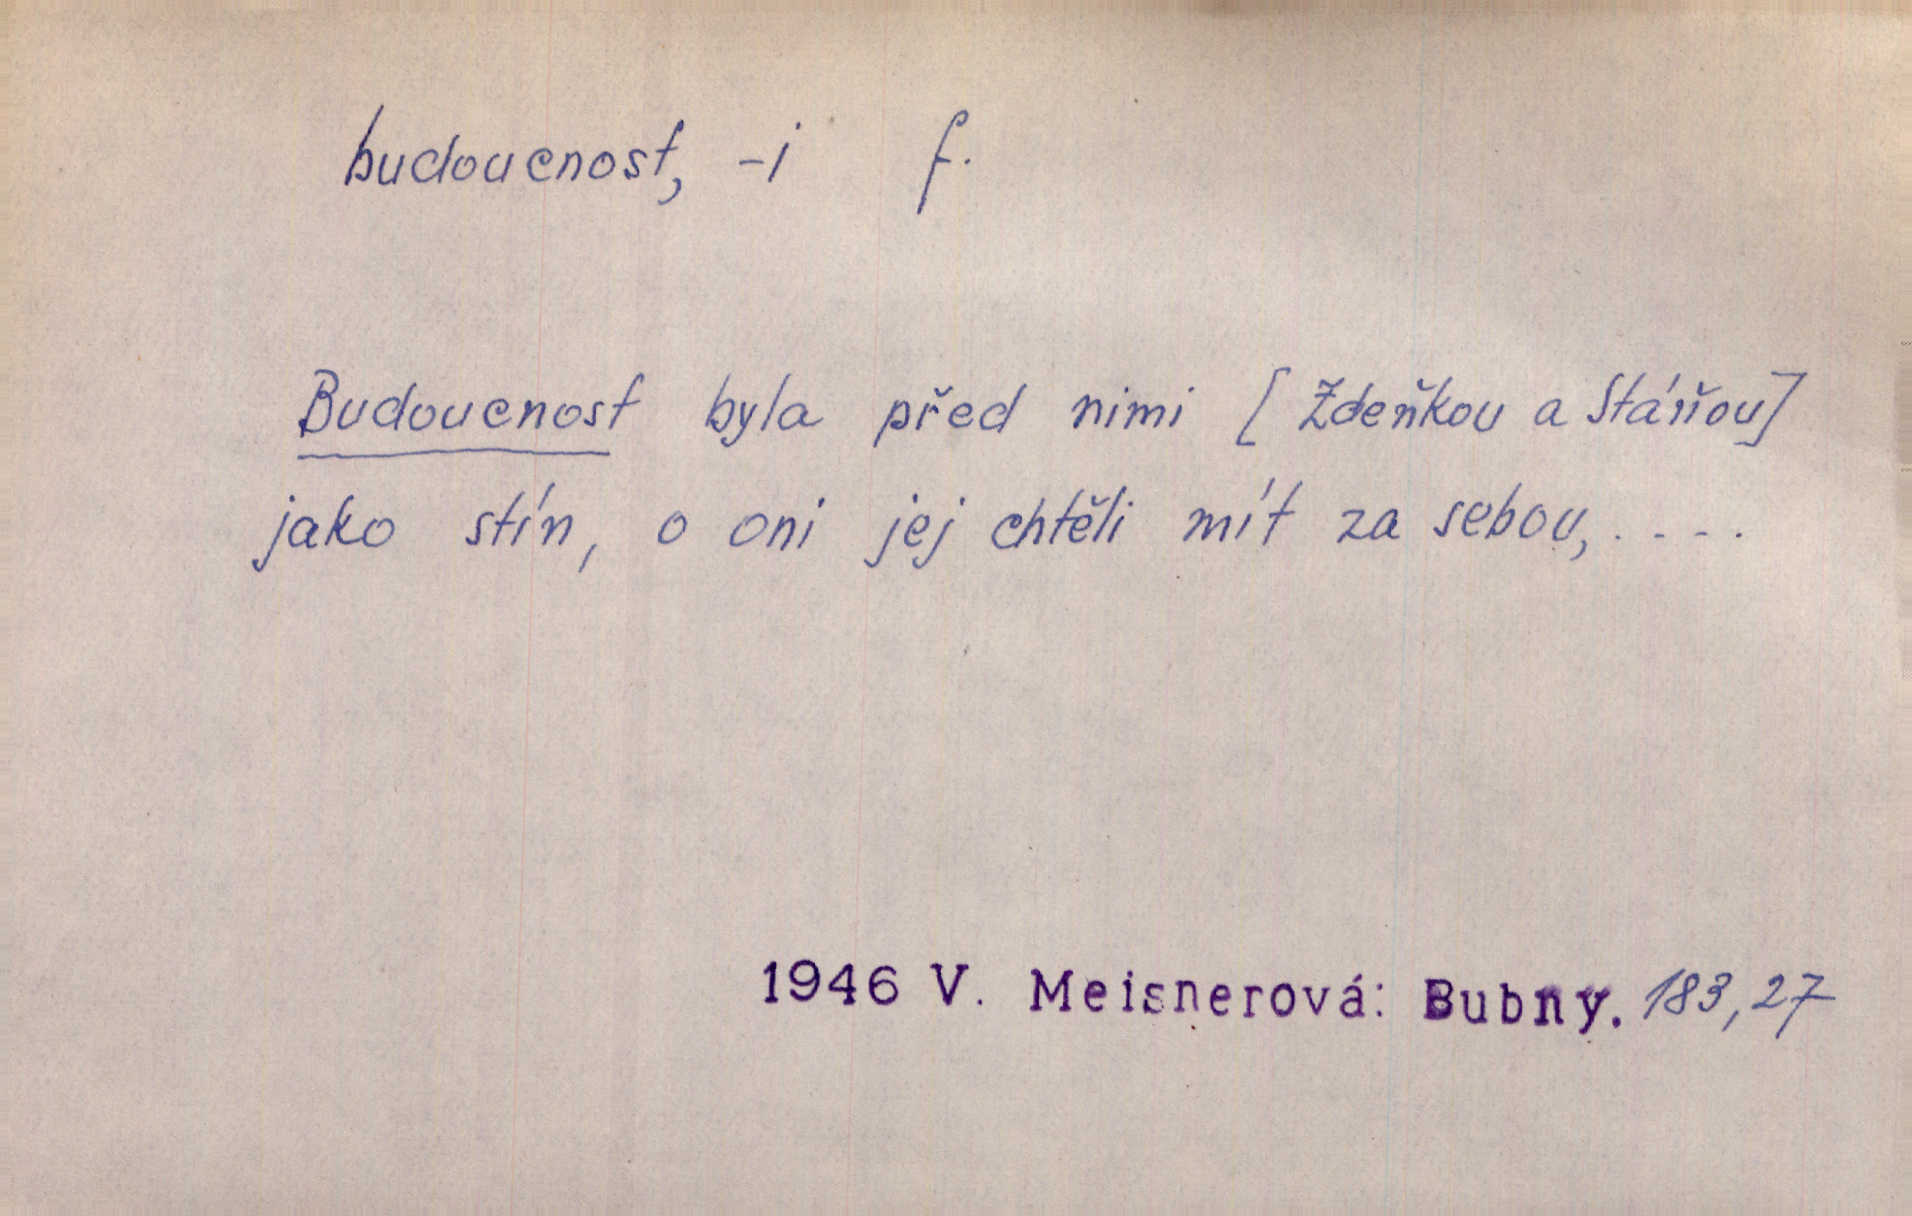 budoucnost, -i f.
Budoucnost byla před nimi [Zdeňkou a Stáňou]
jako stín, a oni jej chtěli mít za sebou, ....
1946 V. Meisnerová: Bubny. 183,27